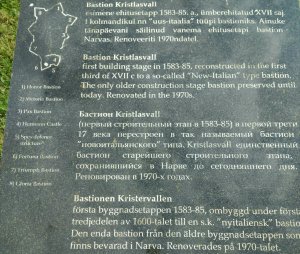 Bastion Kristlasvall
esimene ehitusetapp 1583-85. a., ümberehitatud XVII saj.
I kolmandikul nn "uus-itaalia" tüüpi bastioniks. Ainuke
tänapäevani säilinud vanema ehitusetapi bastion
Narvas. Renoveeriti 1970ndatel.
Bastion Kristlasvall
first building stage in 1583-85, reconstructed in the first
third of XVII c to a so-called "New-Italian" type bastion.
The only older construction stage bastion preserved until
today. Renovated in the 1970s.
Бастион Kristlasvall
(первый строительный этап в 1583-85) в первой трети
17 века перестроен в так называемый бастион
"новоитальянского" типа. Kristlasvall единственный
бастион старейшего строительного этапа,
сохранившийся в Нарве до сегодняшнего дня.
Реновирован в 1970-х годах.
Bastionen Kristervallen
första byggnadsetappen 1583-85, ombyggd under första
tredjedelen av 1600-talet till en s.k. "nyitaliensk" bastion
Den enda bastion från den äldre byggnadsetappen som
finns bevarad i Narva. Renoverades på 1970-talet.
1) Honor Bastion
2) Victoria Bastion
3) Pax Bastion
6) Fortuna Bastion
7) Triumph Bastion
8) Gloria Bastion